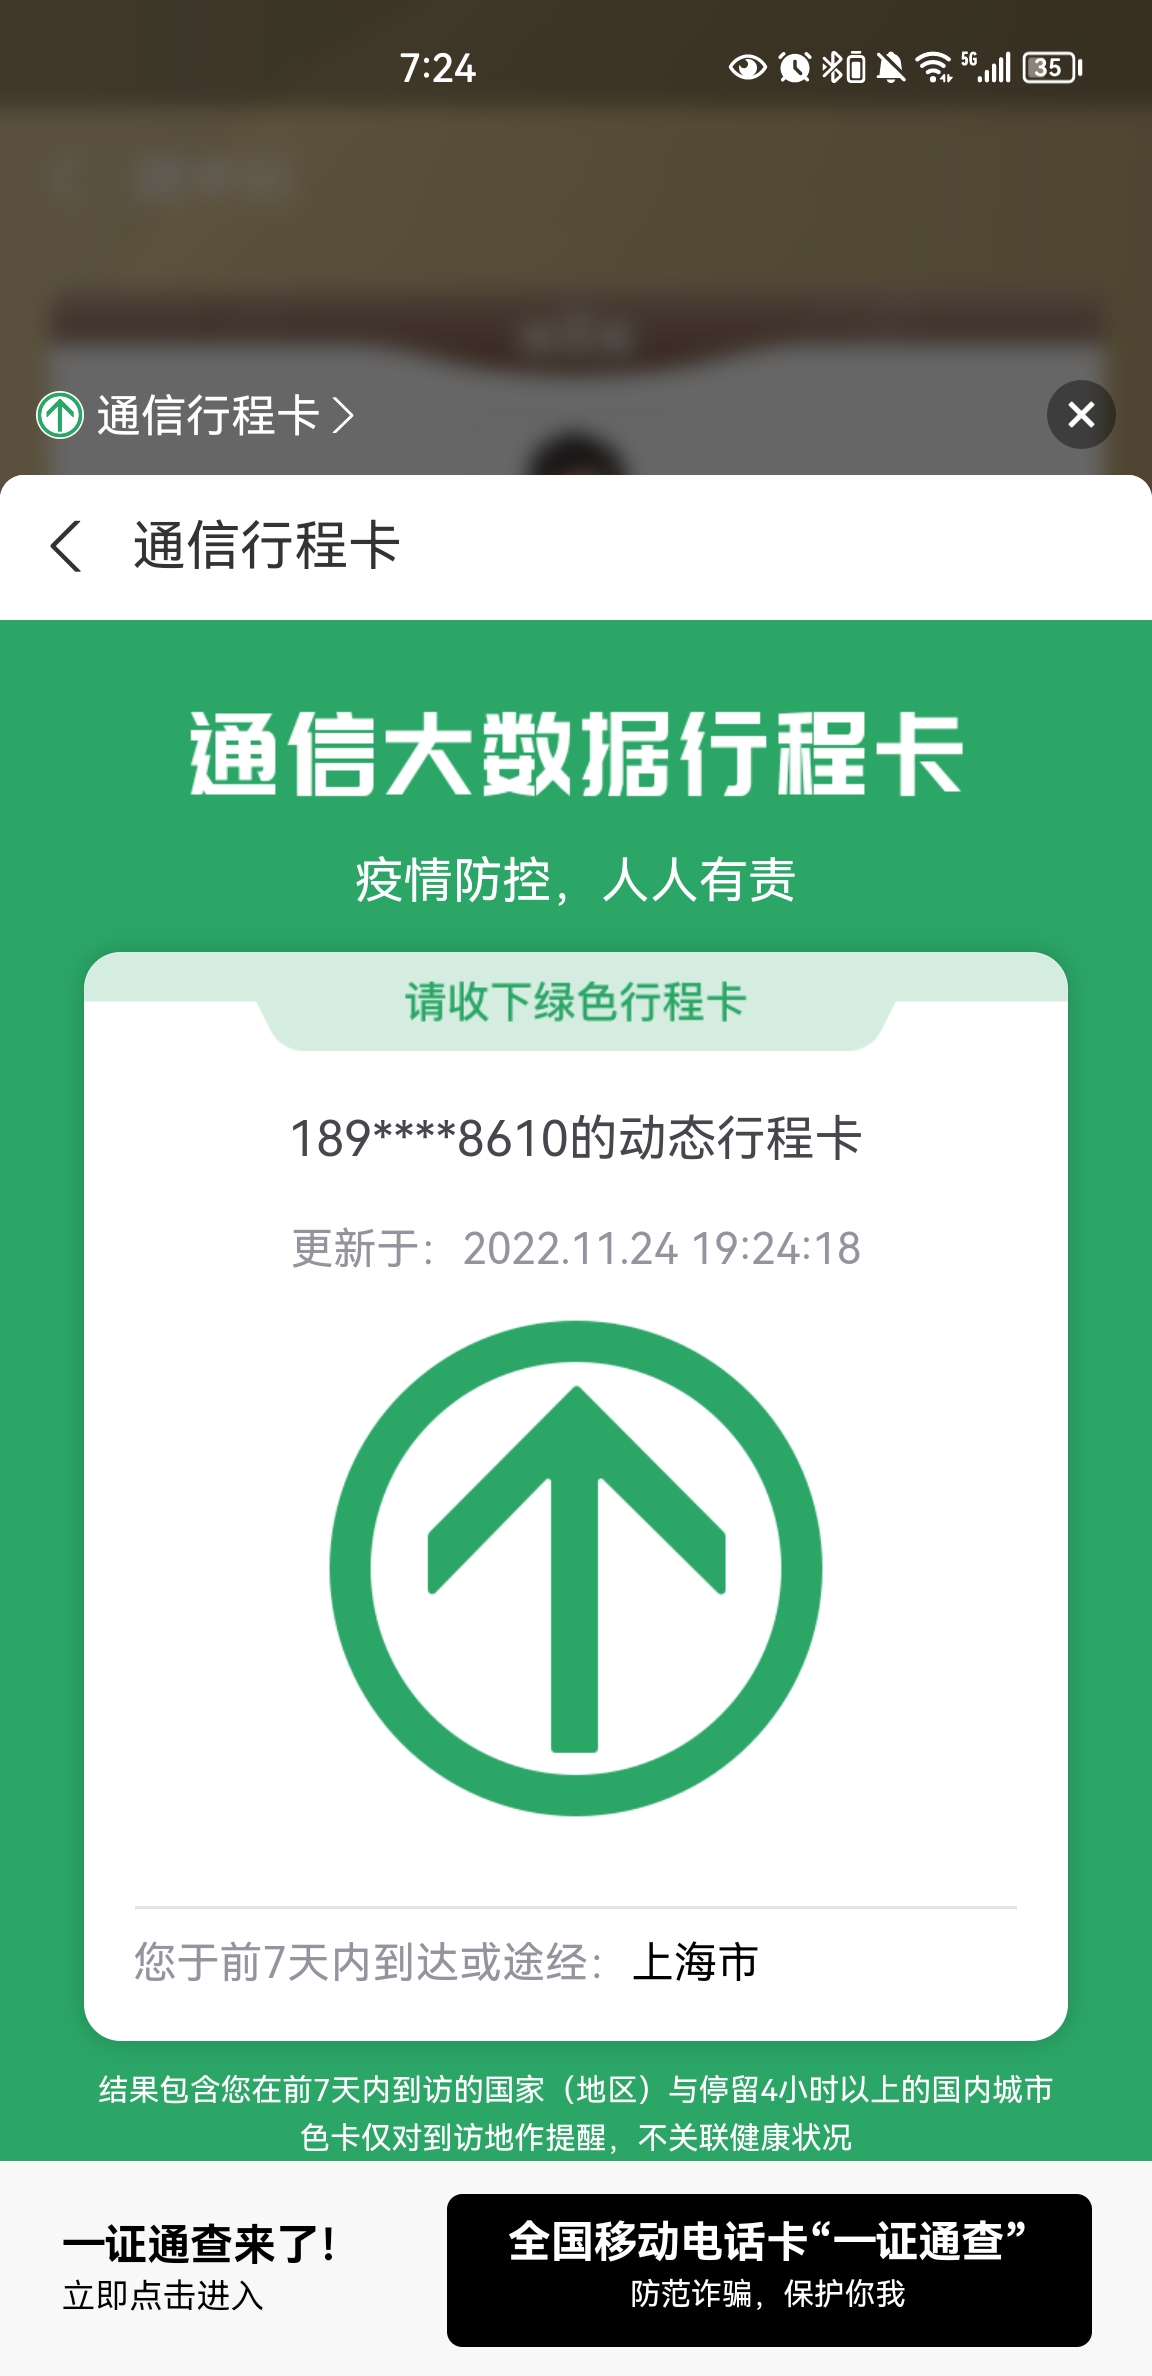 7:24
5G
35
通信行程卡
通信行程卡
通信大数据行程卡
疫情防控，人人有责
请收下绿色行程卡
189****8610的动态行程卡
更新于：2022.11.24 19:24:18
您于前7天内到达或途经：上海市
结果包含您在前7天内到访的国家（地区）与停留4小时以上的国内城市
色卡仅对到访地作提醒，不关联健康状况
一证通查来了！
立即点击进入
全国移动电话卡“一证通查”
防范诈骗，保护你我